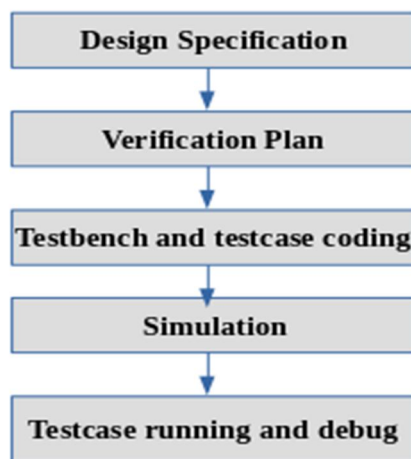 Design Specification
Verification Plan
Testbench and testcase coding
Simulation
Testcase running and debug